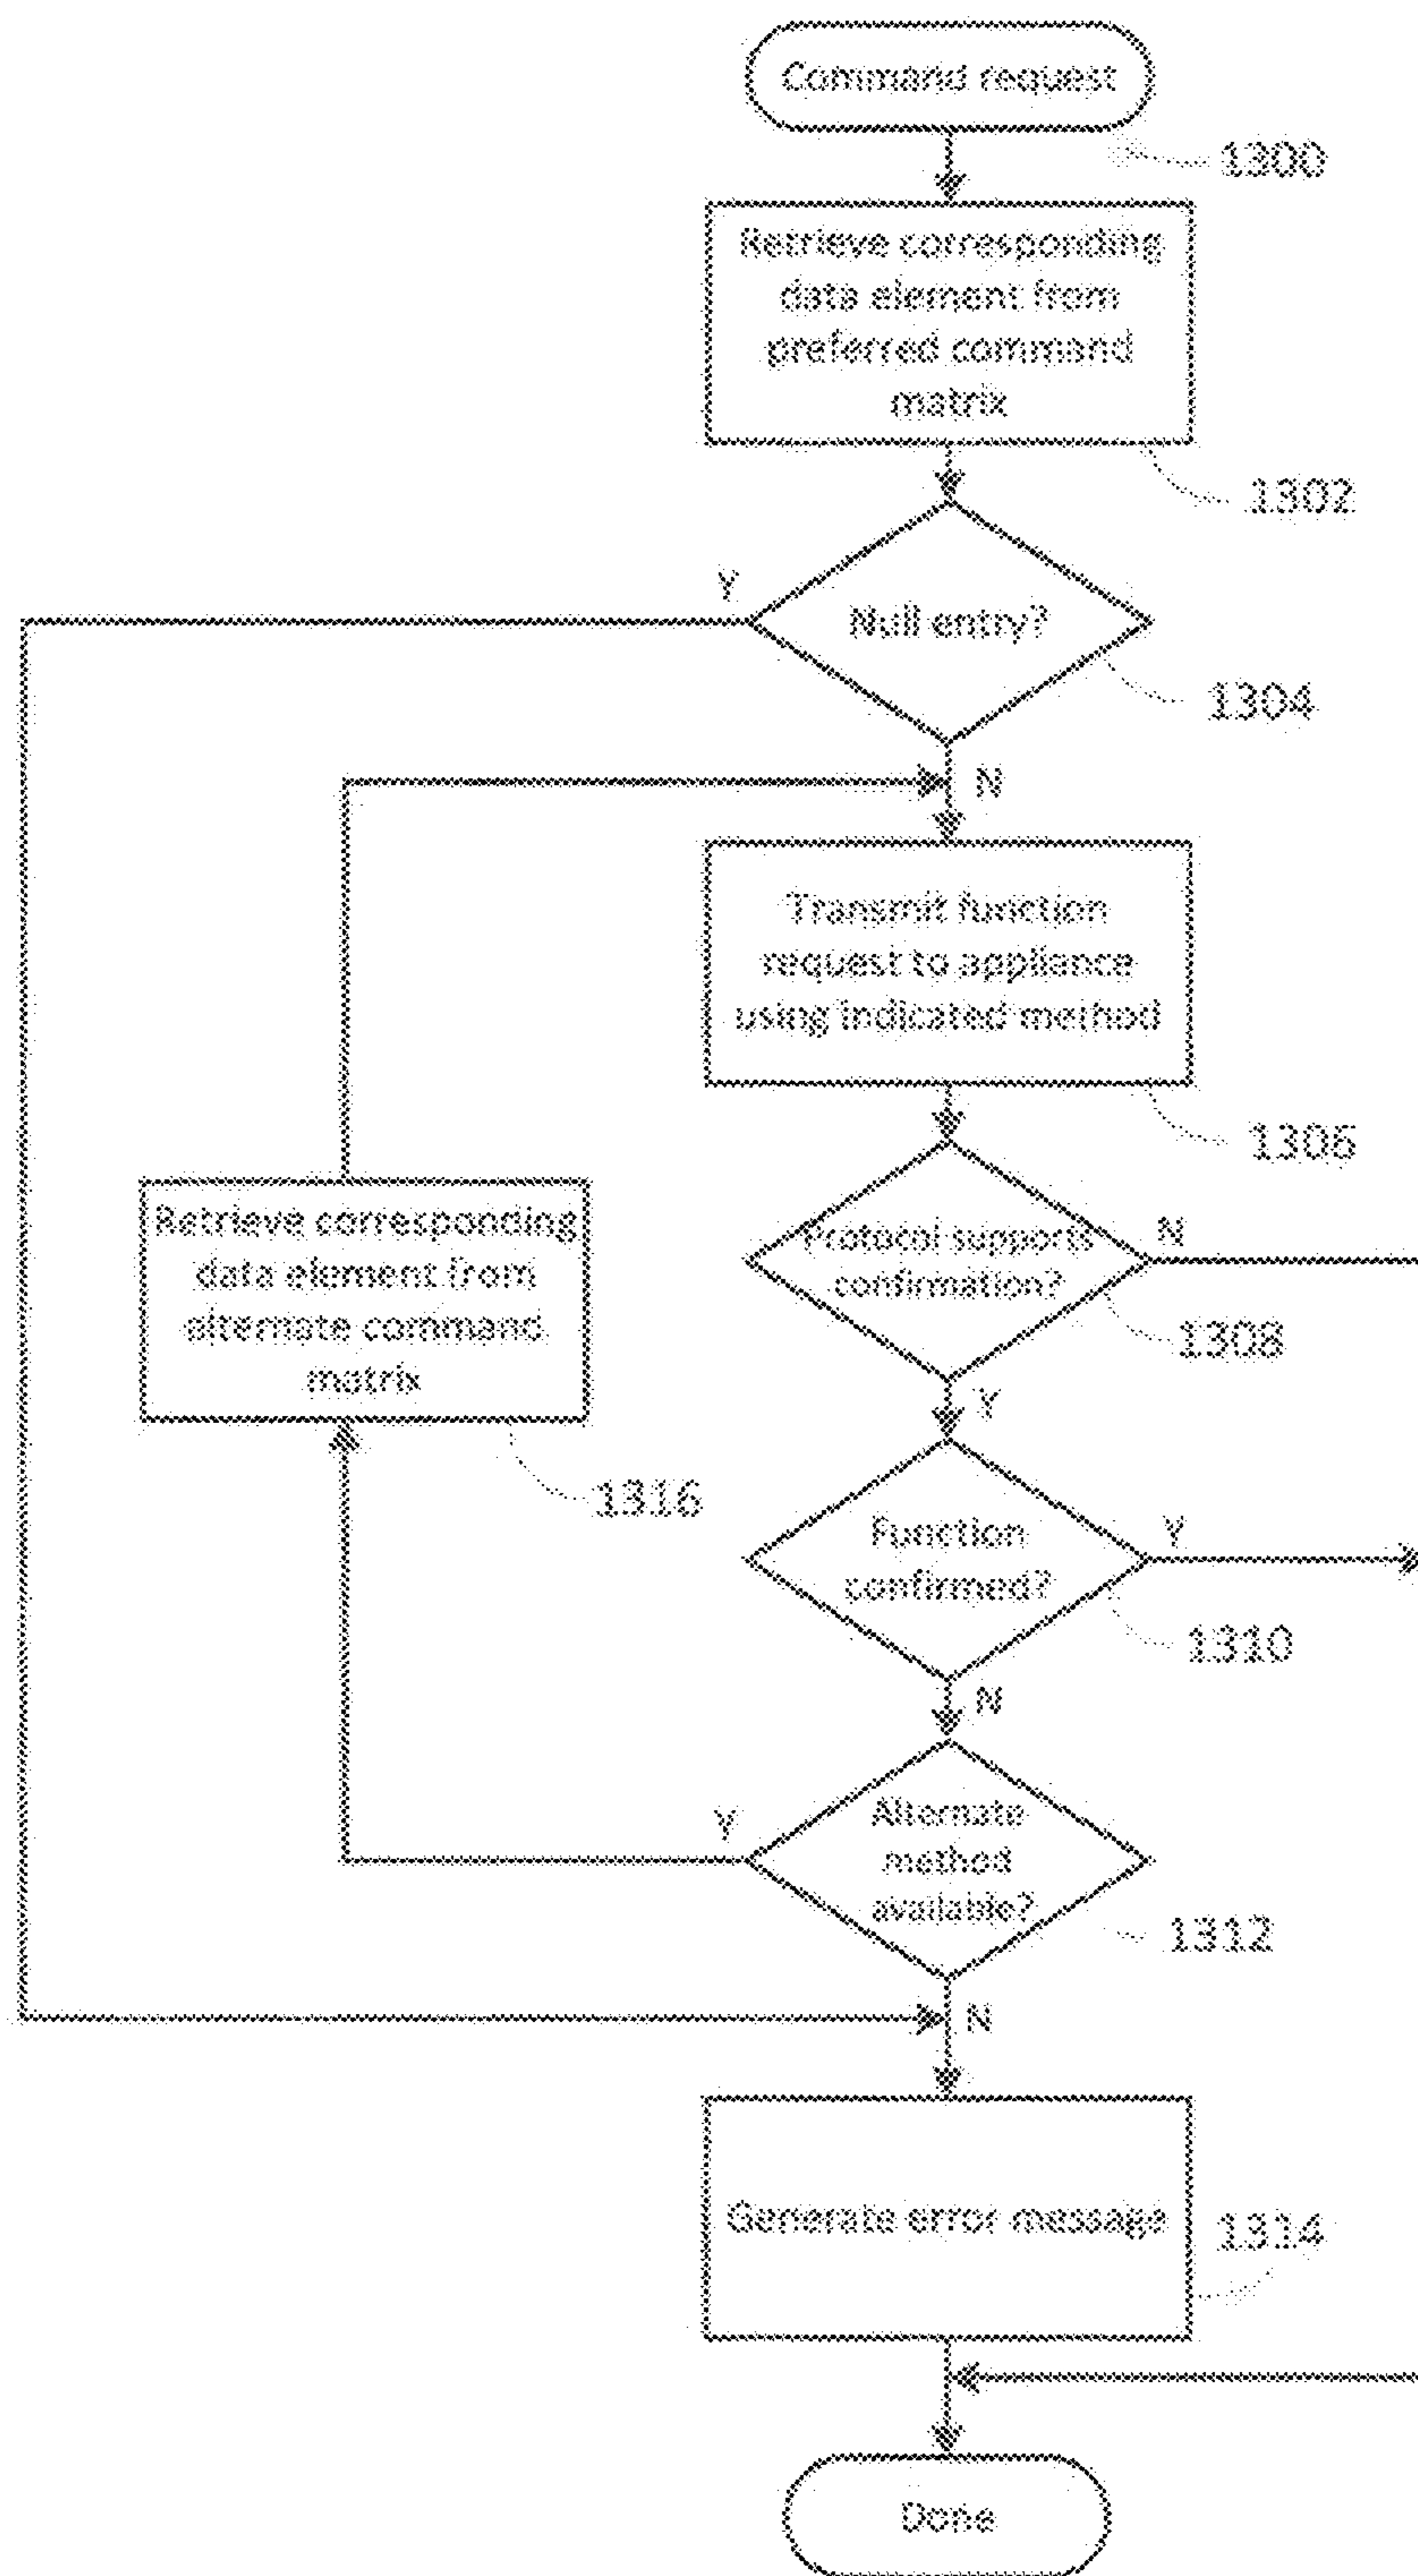 Command request
1300
Retrieve corresponding
data element from
preferred command
matrix
1302
Y
Null entry?
1304
N
Transmit function
request to appliance
using indicated method
1306
Retrieve corresponding
data element from
alternate command
matrix
1316
Protocol supports
confirmation?
N
1308
Y
Function
confirmed?
Y
1310
N
Y
Alternate
method
available?
1312
N
Generate error message
1314
Done